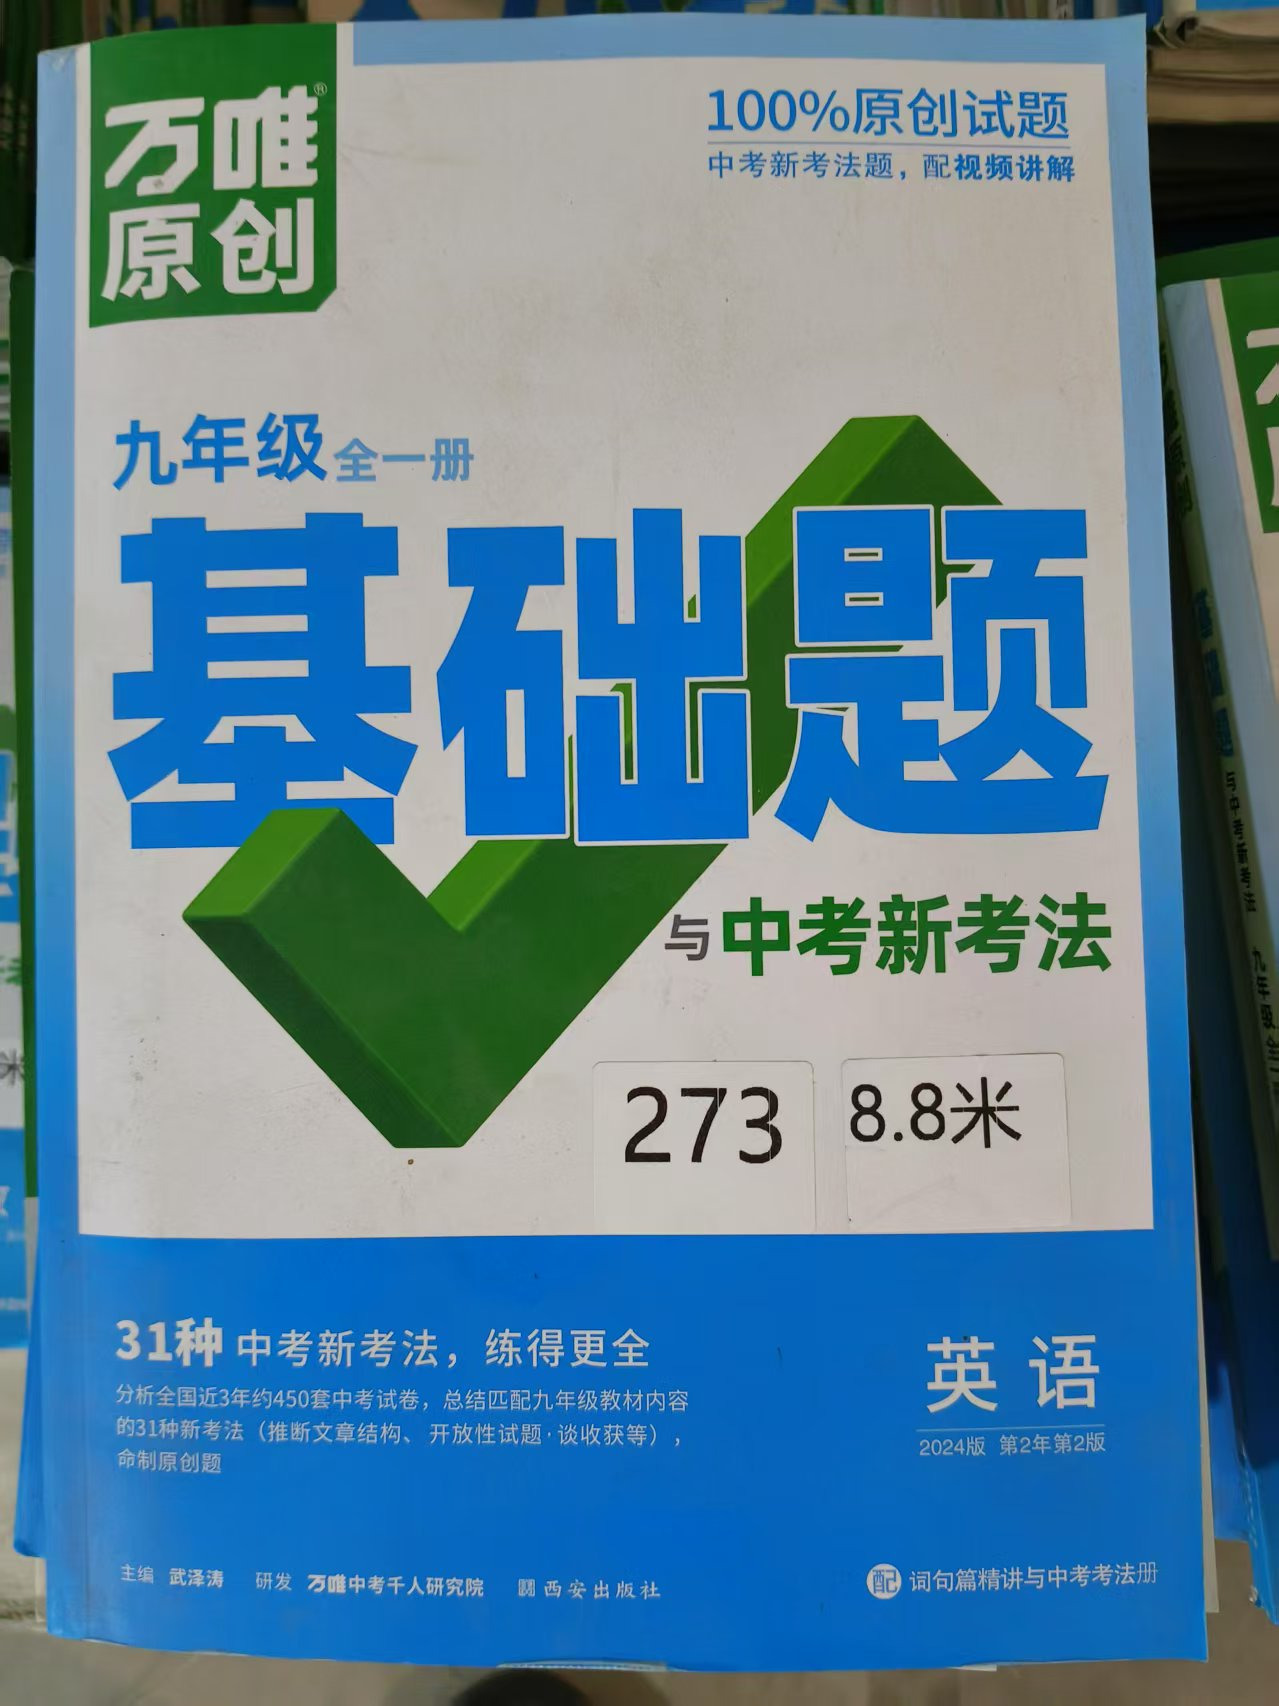 万唯®
原创
100%原创试题
中考新考法题，配视频讲解
九年级 全一册
基础题
与中考新考法
273
8.8米
31种 中考新考法，练得更全
分析全国近3年约450套中考试卷，总结匹配九年级教材内容
的31种新考法（推断文章结构、开放性试题·谈收获等），
命制原创题
英语
2024版 第2年第2版
主编 武泽涛 研发 万唯中考千人研究院 西安出版社
配 词句篇精讲与中考考法册